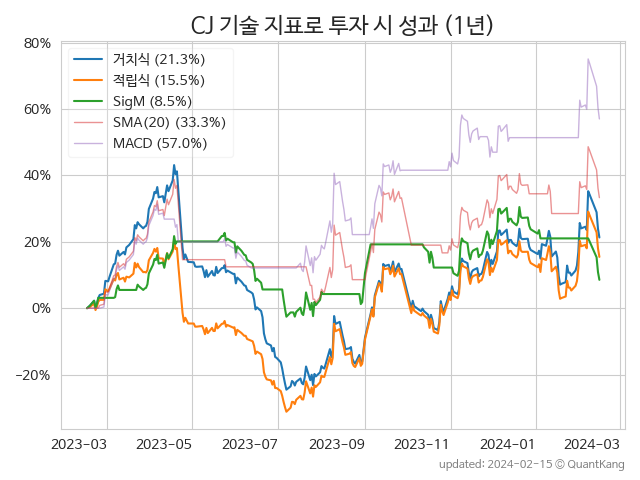 CJ 기술 지표로 투자 시 성과 (1년)
80%
60%
40%
20%
0%
−20%
거치식 (21.3%)
적립식 (15.5%)
SigM (8.5%)
SMA(20) (33.3%)
MACD (57.0%)
2023-03
2023-05
2023-07
2023-09
2023-11
2024-01
2024-03
updated: 2024-02-15 © QuantKang